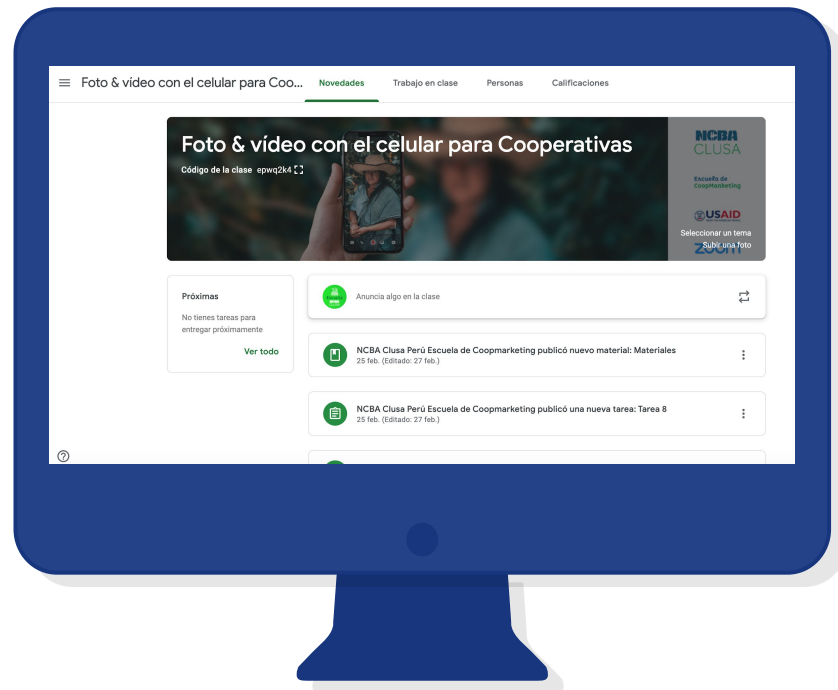 Foto & vídeo con el celular para Coo...
Novedades
Trabajo en clase
Personas
Calificaciones
Foto & vídeo con el celular para Cooperativas
Código de la clase epwq2k4
NCBA
CLUSA
Escuela de
CoopMarketing
USAID
Seleccionar un tema
Subir una foto
zoom
Próximas
No tienes tareas para
entregar próximamente
Ver todo
Anuncia algo en la clase
NCBA Clusa Perú Escuela de Coopmarketing publicó nuevo material: Materiales
25 feb. (Editado: 27 feb.)
NCBA Clusa Perú Escuela de Coopmarketing publicó una nueva tarea: Tarea 8
25 feb. (Editado: 27 feb.)